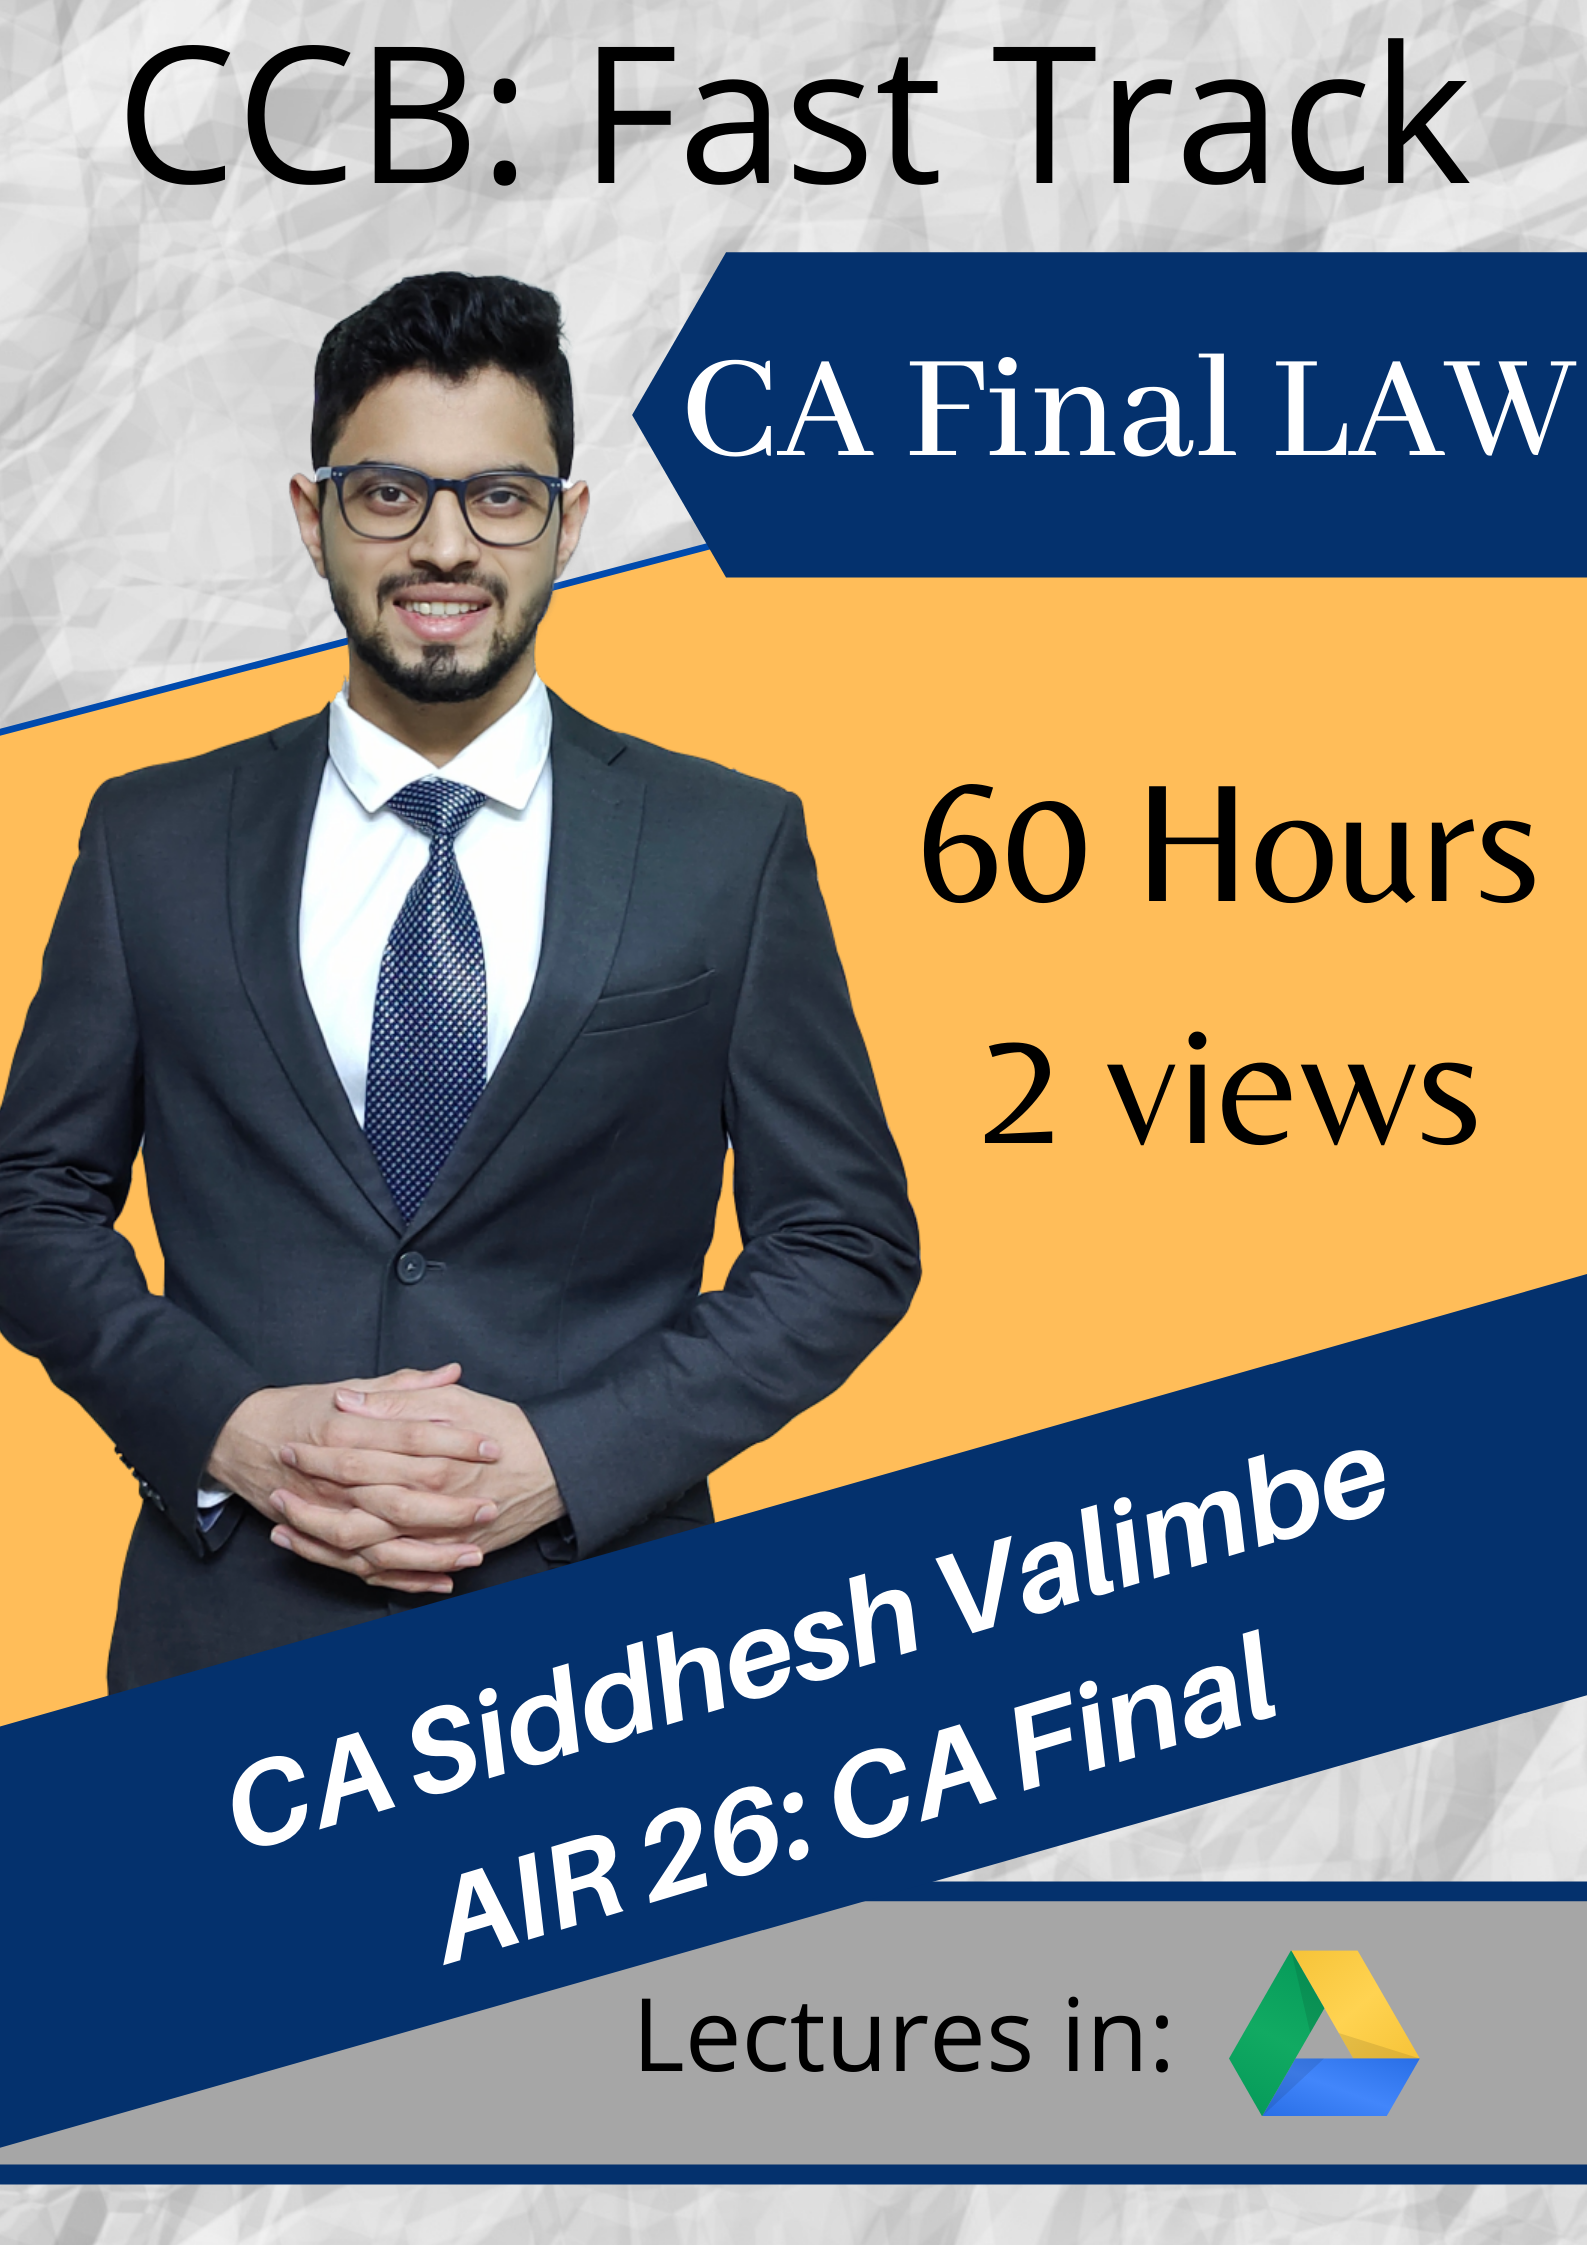 CCB: Fast Track
CA Final LAW
60 Hours
2 views
CA Siddhesh Valimbe
AIR 26: CA Final
Lectures in: